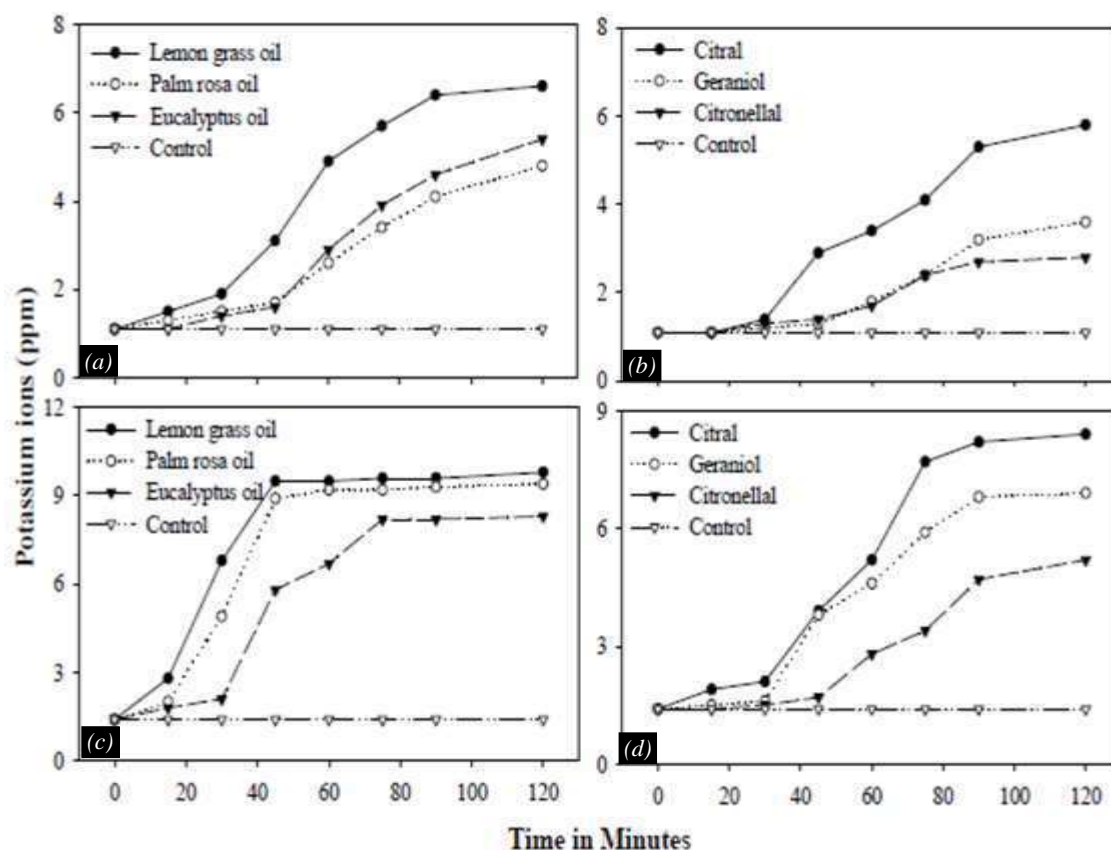 8
6
4
2
0
Lemon grass oil
Palm rosa oil
Eucalyptus oil
Control
(a)
8
6
4
2
0
Citral
Geraniol
Citronellal
Control
(b)
Potassium ions (ppm)
12
9
6
3
0
Lemon grass oil
Palm rosa oil
Eucalyptus oil
Control
(c)
0 20 40 60 80 100 120
9
6
3
0
Citral
Geraniol
Citronellal
Control
(d)
0 20 40 60 80 100 120
Time in Minutes